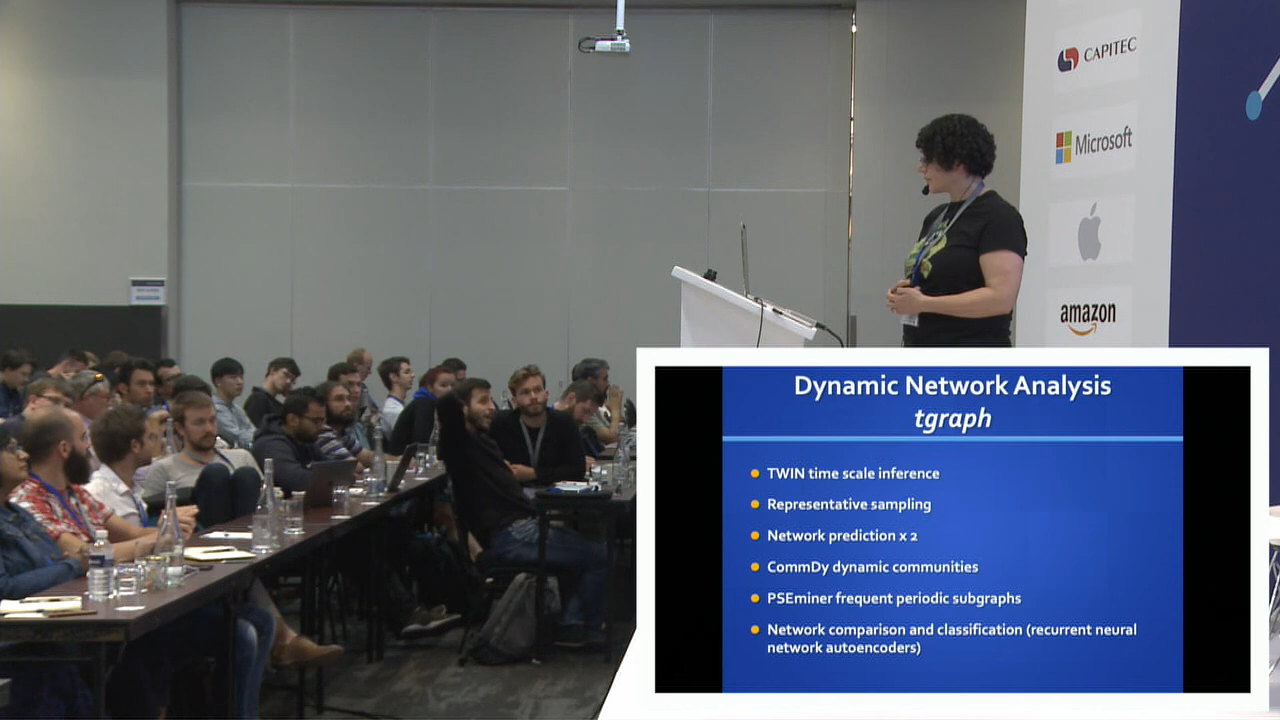 CAPITEC
Microsoft
amazon
Dynamic Network Analysis
tgraph
TWIN time scale inference
Representative sampling
Network prediction x 2
CommDy dynamic communities
PSEminer frequent periodic subgraphs
Network comparison and classification (recurrent neural
network autoencoders)